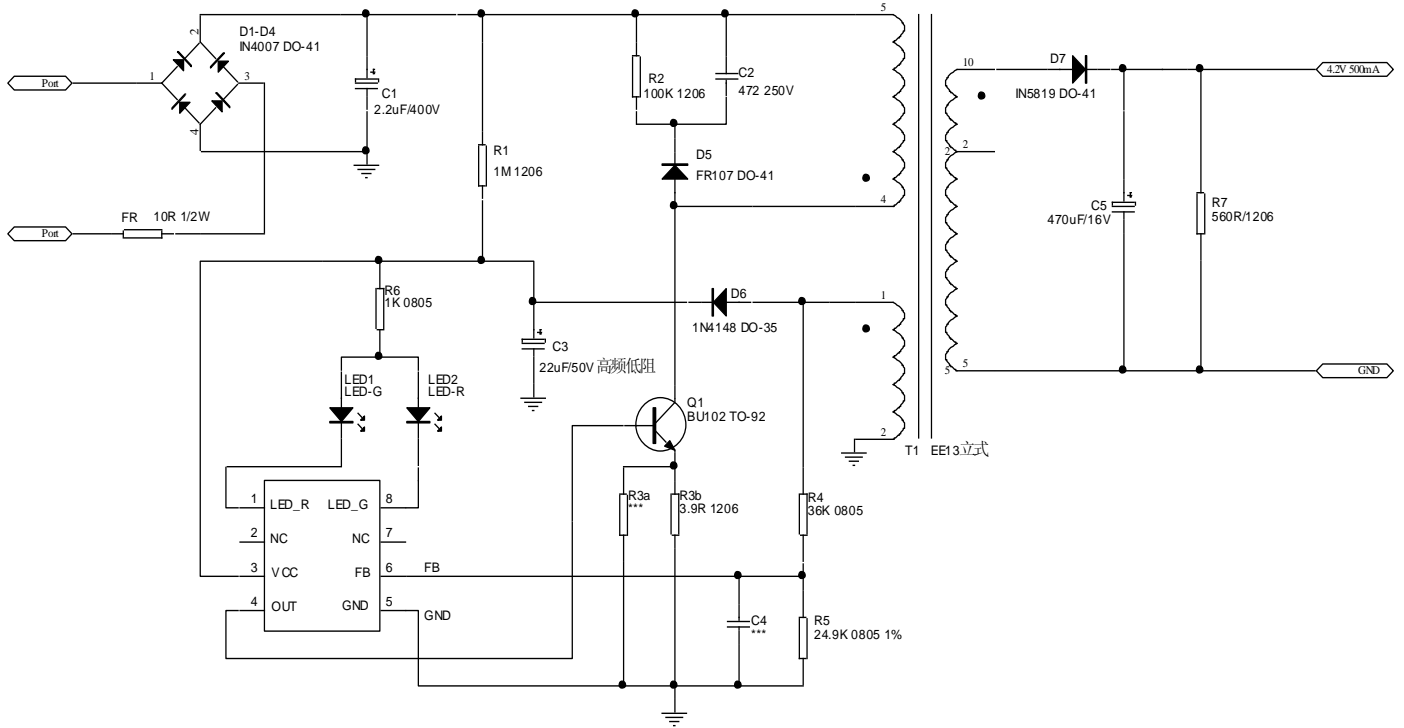 Port
Port
1
2
3
4
D1-D4
IN4007 DO-41
C1
2.2uF/400V
FR
10R 1/2W
R1
1M 1206
R2
100K 1206
C2
472 250V
D5
FR107 DO-41
5
4
10
2
2
5
5
1
2
D7
IN5819 DO-41
4.2V 500mA
C5
470uF/16V
R7
560R/1206
GND
T1 EE13立式
R6
1K 0805
D6
1N4148 DO-35
C3
22uF/50V 高频低阻
LED1
LED-G
LED2
LED-R
Q1
BU102 TO-92
R3a
***
R3b
3.9R 1206
R4
36K 0805
1 LED_R LED_G 8
2 NC NC 7
3 VCC FB 6 FB
4 OUT GND 5 GND
C4
***
R5
24.9K 0805 1%